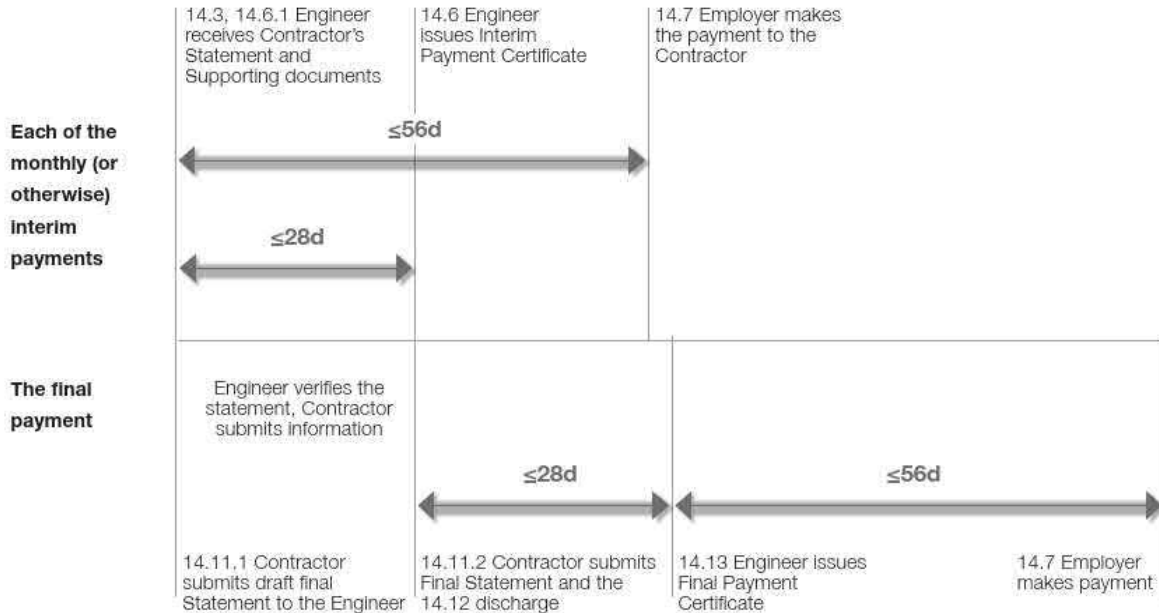 14.3, 14.6.1 Engineer
receives Contractor's
Statement and
Supporting documents
14.6 Engineer
issues Interim
Payment Certificate
14.7 Employer makes
the payment to the
Contractor
Each of the
monthly (or
otherwise)
interim
payments
≤56d
≤28d
The final
payment
Engineer verifies the
statement, Contractor
submits information
≤28d
≤56d
14.11.1 Contractor
submits draft final
Statement to the Engineer
14.11.2 Contractor submits
Final Statement and the
14.12 discharge
14.13 Engineer issues
Final Payment
Certificate
14.7 Employer
makes payment